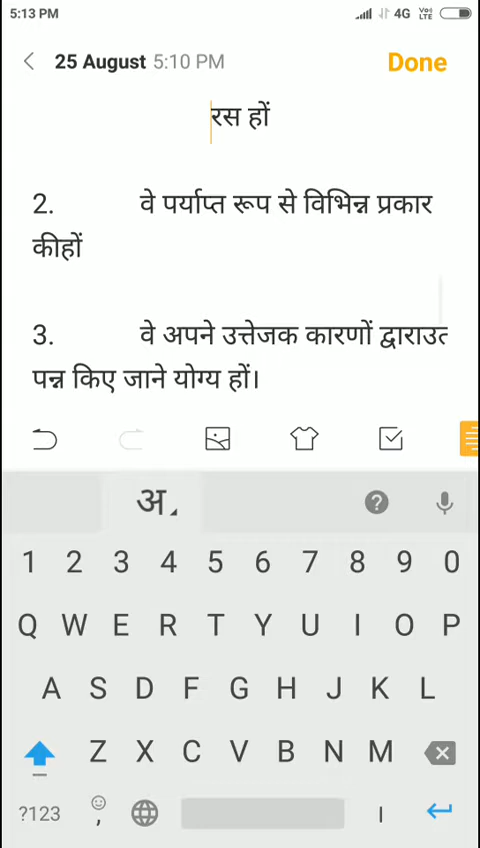 5:13 PM 4G VoLTE
25 August 5:10 PM Done
रस हों
2. वे पर्याप्त रूप से विभिन्न प्रकार
कीहों
3. वे अपने उत्तेजक कारणों द्वाराउत्
पन्न किए जाने योग्य हों।
अ
1 2 3 4 5 6 7 8 9 0
Q W E R T Y U I O P
A S D F G H J K L
Z X C V B N M
?123 , ।